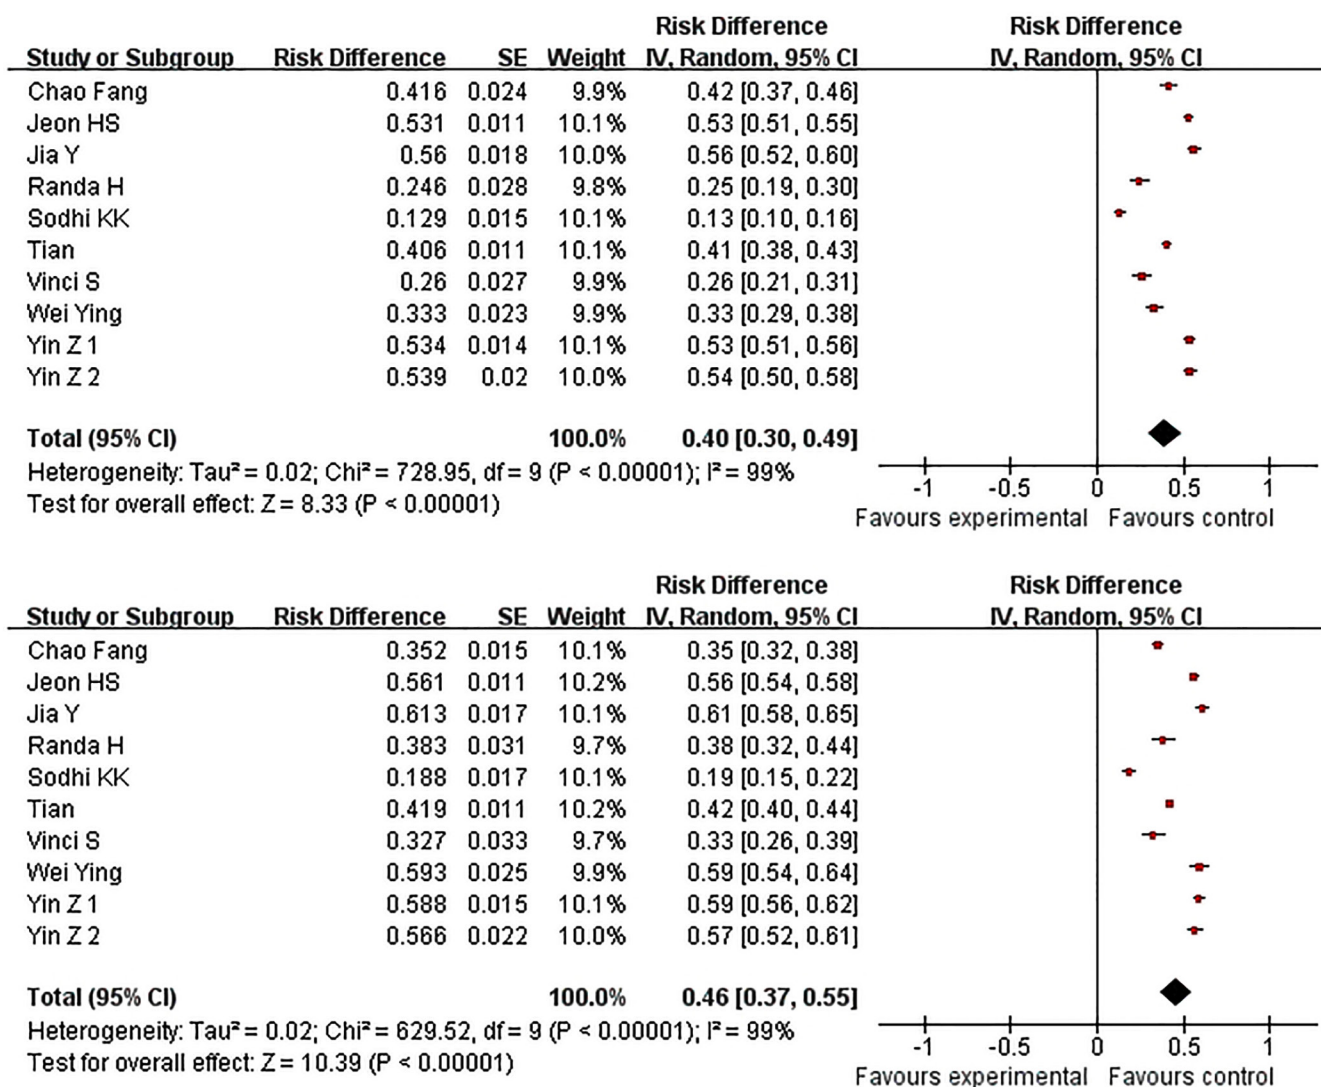 Risk Difference Risk Difference
Study or Subgroup Risk Difference SE Weight IV, Random, 95% CI IV, Random, 95% CI
Chao Fang 0.416 0.024 9.9% 0.42 [0.37, 0.46]
Jeon HS 0.531 0.011 10.1% 0.53 [0.51, 0.55]
Jia Y 0.56 0.018 10.0% 0.56 [0.52, 0.60]
Randa H 0.246 0.028 9.8% 0.25 [0.19, 0.30]
Sodhi KK 0.129 0.015 10.1% 0.13 [0.10, 0.16]
Tian 0.406 0.011 10.1% 0.41 [0.38, 0.43]
Vinci S 0.26 0.027 9.9% 0.26 [0.21, 0.31]
Wei Ying 0.333 0.023 9.9% 0.33 [0.29, 0.38]
Yin Z 1 0.534 0.014 10.1% 0.53 [0.51, 0.56]
Yin Z 2 0.539 0.02 10.0% 0.54 [0.50, 0.58]
Total (95% CI) 100.0% 0.40 [0.30, 0.49]
Heterogeneity: Tau² = 0.02; Chi² = 728.95, df = 9 (P < 0.00001); I² = 99%
Test for overall effect: Z = 8.33 (P < 0.00001)
-1 -0.5 0 0.5 1
Favours experimental Favours control
Risk Difference Risk Difference
Study or Subgroup Risk Difference SE Weight IV, Random, 95% CI IV, Random, 95% CI
Chao Fang 0.352 0.015 10.1% 0.35 [0.32, 0.38]
Jeon HS 0.561 0.011 10.2% 0.56 [0.54, 0.58]
Jia Y 0.613 0.017 10.1% 0.61 [0.58, 0.65]
Randa H 0.383 0.031 9.7% 0.38 [0.32, 0.44]
Sodhi KK 0.188 0.017 10.1% 0.19 [0.15, 0.22]
Tian 0.419 0.011 10.2% 0.42 [0.40, 0.44]
Vinci S 0.327 0.033 9.7% 0.33 [0.26, 0.39]
Wei Ying 0.593 0.025 9.9% 0.59 [0.54, 0.64]
Yin Z 1 0.588 0.015 10.1% 0.59 [0.56, 0.62]
Yin Z 2 0.566 0.022 10.0% 0.57 [0.52, 0.61]
Total (95% CI) 100.0% 0.46 [0.37, 0.55]
Heterogeneity: Tau² = 0.02; Chi² = 629.52, df = 9 (P < 0.00001); I² = 99%
Test for overall effect: Z = 10.39 (P < 0.00001)
-1 -0.5 0 0.5 1
Favours experimental Favours control